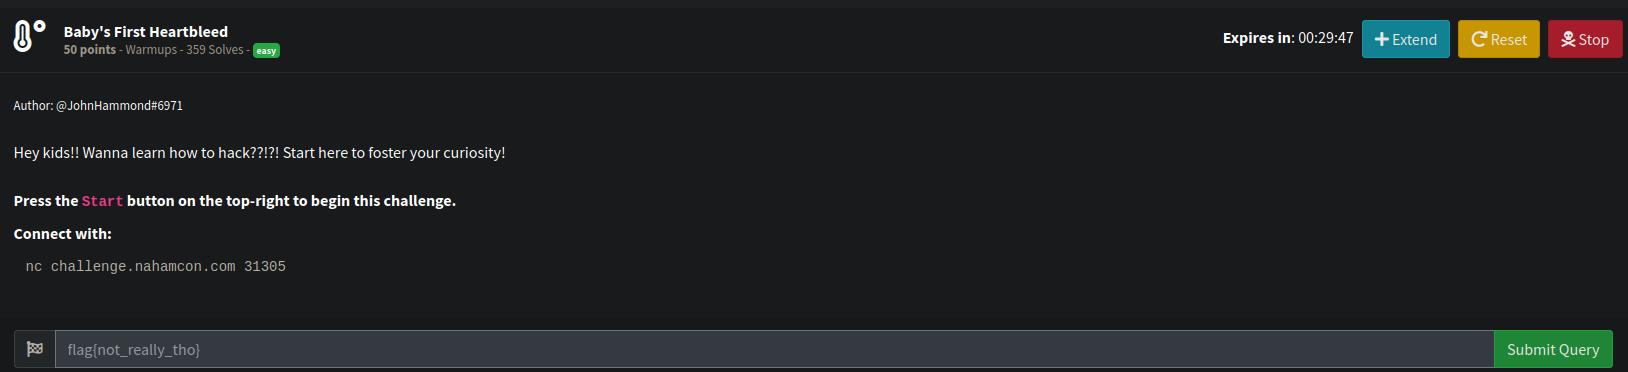 Baby's First Heartbleed
50 points - Warmups - 359 Solves - easy
Expires in: 00:29:47 Extend Reset Stop
Author: @JohnHammond#6971
Hey kids!! Wanna learn how to hack??!?! Start here to foster your curiosity!
Press the Start button on the top-right to begin this challenge.
Connect with:
nc challenge.nahamcon.com 31305
flag{not_really_tho} Submit Query